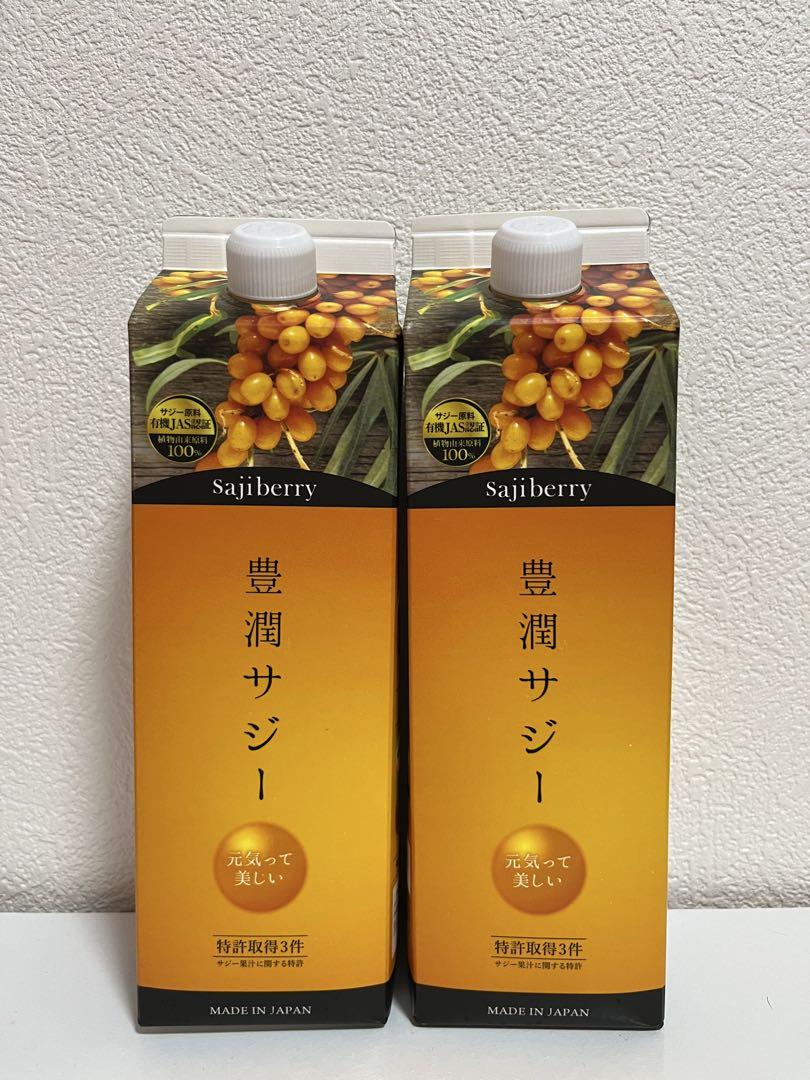 サジー原料
有機JAS認証
植物由来原料
100%
sajiberry
豊潤サジー
元気って
美しい
特許取得3件
サジー果汁に関する特許
MADE IN JAPAN
サジー原料
有機JAS認証
植物由来原料
100%
sajiberry
豊潤サジー
元気って
美しい
特許取得3件
サジー果汁に関する特許
MADE IN JAPAN